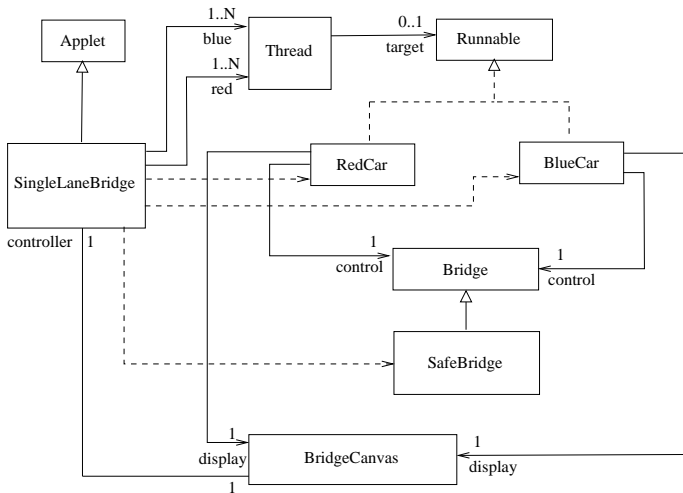 1..N
0..1
Applet
blue
Thread
target
Runnable
1..N
red
RedCar
BlueCar
SingleLaneBridge
controller
1
1
control
Bridge
1
control
SafeBridge
1
display
BridgeCanvas
1
display
1